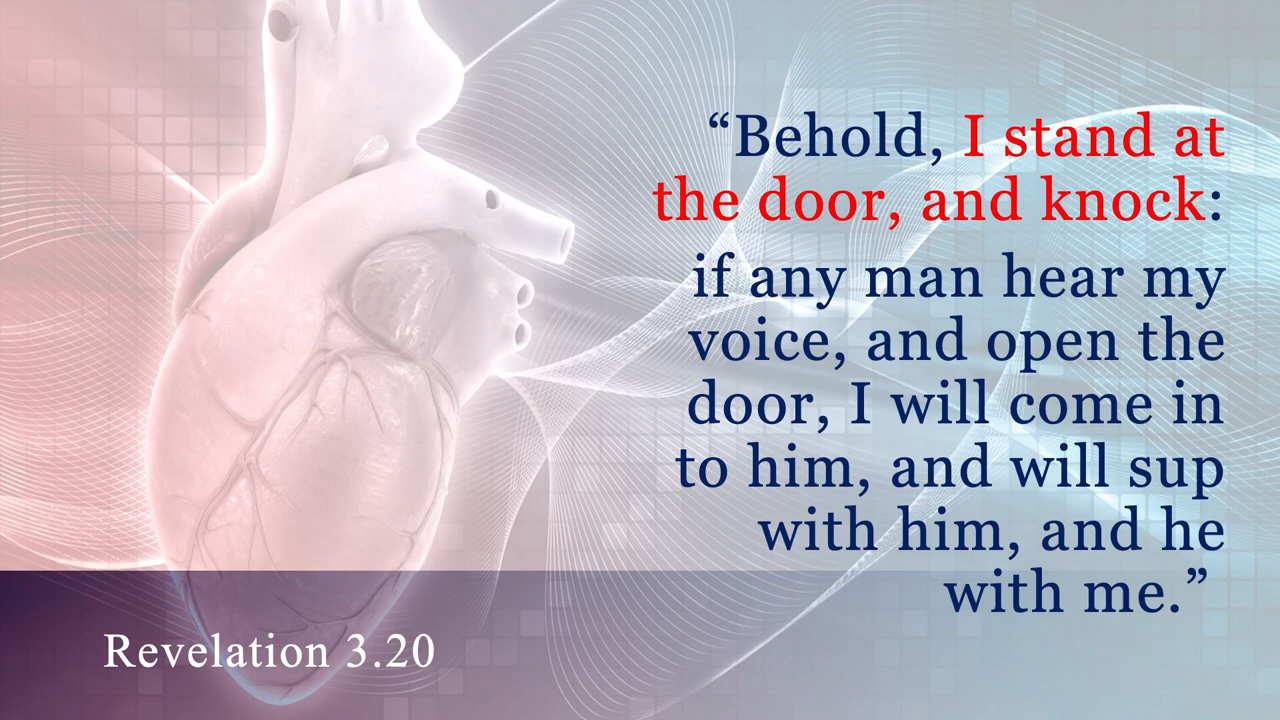 “Behold, I stand at
the door, and knock:
if any man hear my
voice, and open the
door, I will come in
to him, and will sup
with him, and he
with me.”
Revelation 3.20